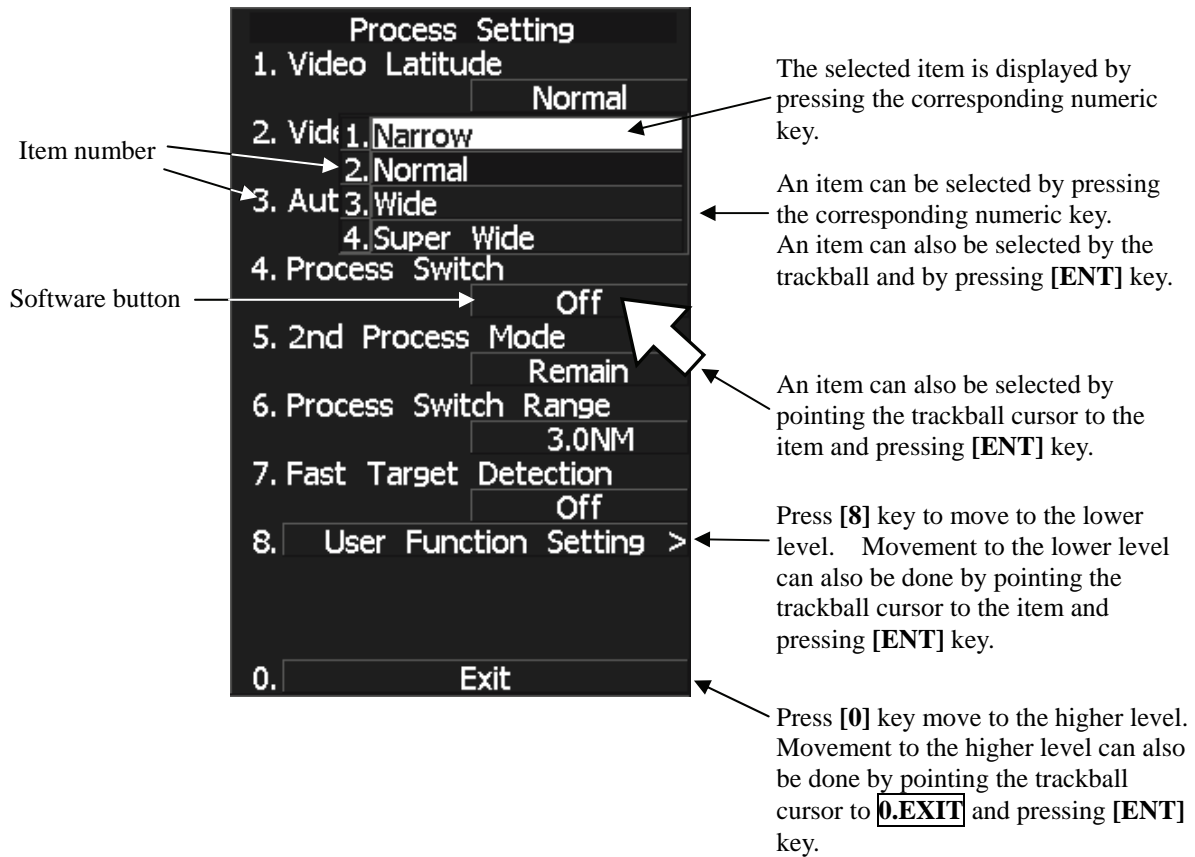 Process Setting
1. Video Latitude
Normal
2. Vide
1. Narrow
2. Normal
3. Aut
3. Wide
4. Super Wide
4. Process Switch
Off
5. 2nd Process Mode
Remain
6. Process Switch Range
3.0NM
7. Fast Target Detection
Off
8. User Function Setting >
0. Exit
Item number
Software button
The selected item is displayed by
pressing the corresponding numeric
key.
An item can be selected by pressing
the corresponding numeric key.
An item can also be selected by the
trackball and by pressing [ENT] key.
An item can also be selected by
pointing the trackball cursor to the
item and pressing [ENT] key.
Press [8] key to move to the lower
level. Movement to the lower level
can also be done by pointing the
trackball cursor to the item and
pressing [ENT] key.
Press [0] key move to the higher level.
Movement to the higher level can also
be done by pointing the trackball
cursor to 0.EXIT and pressing [ENT]
key.